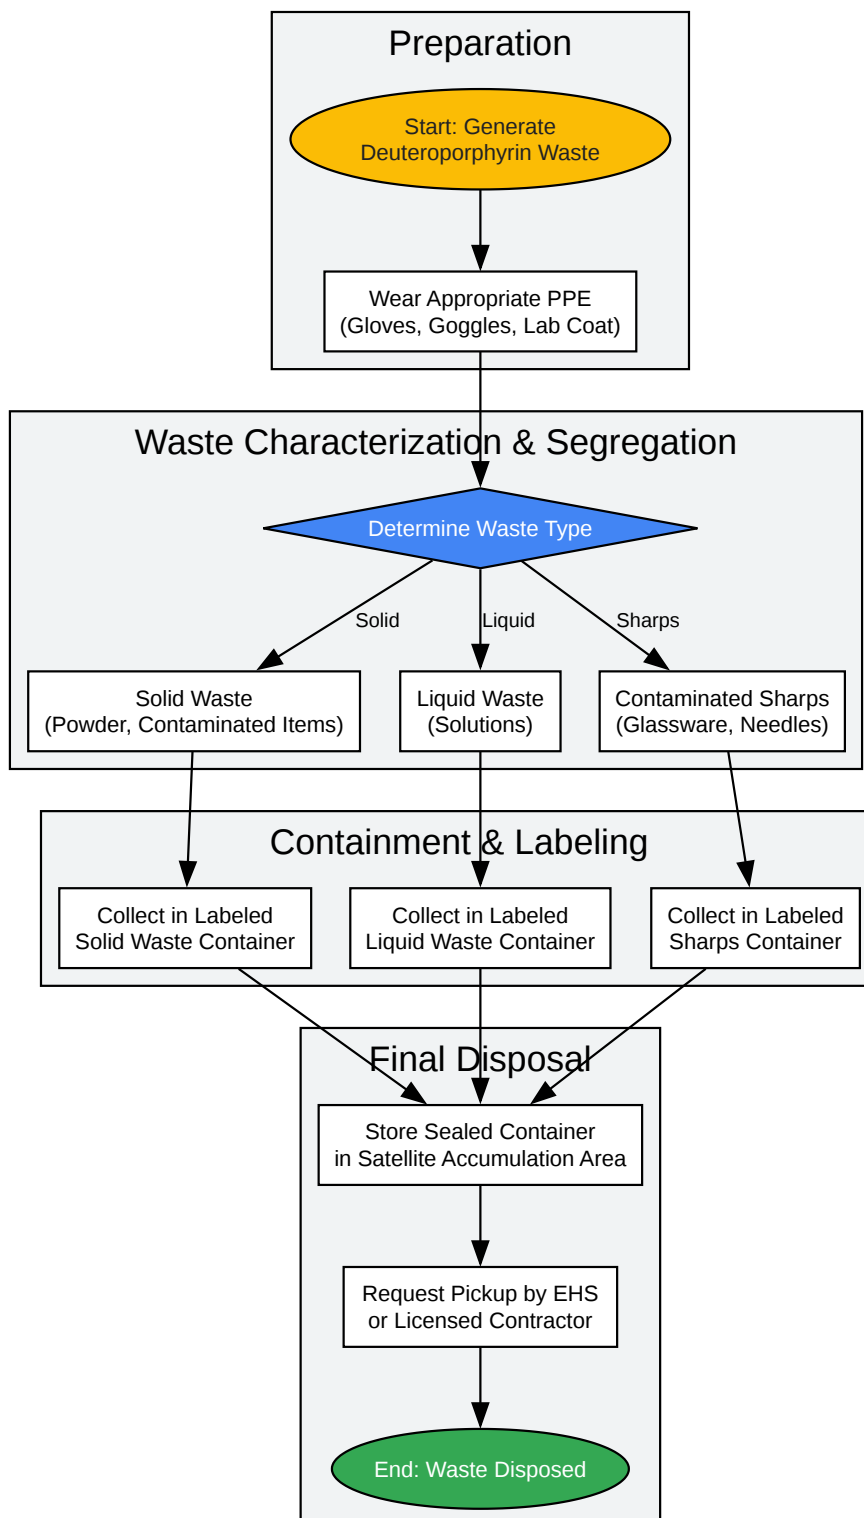 Preparation
Start: Generate
Deuteroporphyrin Waste
Wear Appropriate PPE
(Gloves, Goggles, Lab Coat)
Waste Characterization & Segregation
Determine Waste Type
Solid
Liquid
Sharps
Solid Waste
(Powder, Contaminated Items)
Liquid Waste
(Solutions)
Contaminated Sharps
(Glassware, Needles)
Containment & Labeling
Collect in Labeled
Solid Waste Container
Collect in Labeled
Liquid Waste Container
Collect in Labeled
Sharps Container
Final Disposal
Store Sealed Container
in Satellite Accumulation Area
Request Pickup by EHS
or Licensed Contractor
End: Waste Disposed